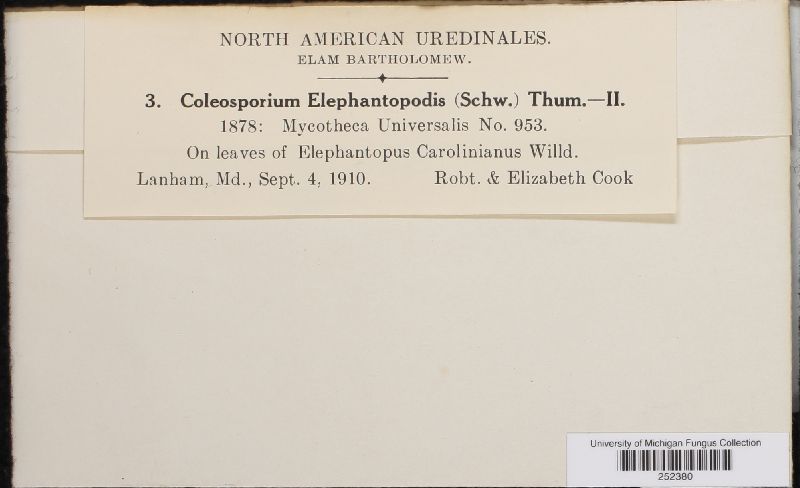 NORTH AMERICAN UREDINALES.
ELAM BARTHOLOMEW.
3. Coleosporium Elephantopodis (Schw.) Thum.—II.
1878: Mycotheca Universalis No. 953.
On leaves of Elephantopus Carolinianus Willd.
Lanham, Md., Sept. 4, 1910. Robt. & Elizabeth Cook
University of Michigan Fungus Collection
252380